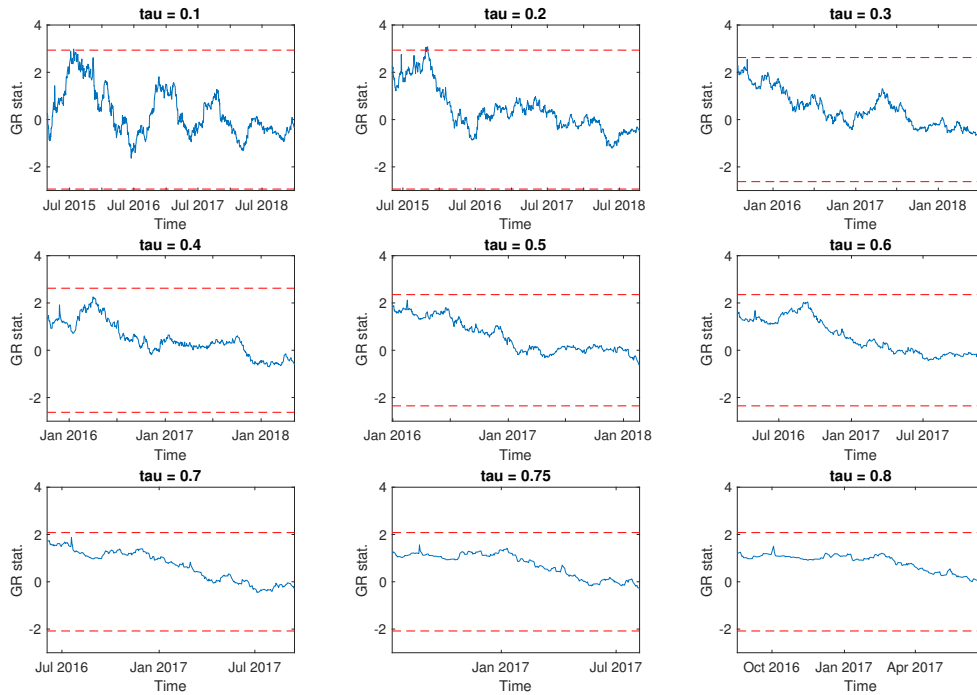 tau = 0.1
4
2
0
-2
GR stat.
Jul 2015 Jul 2016 Jul 2017 Jul 2018
Time
tau = 0.2
4
2
0
-2
GR stat.
Jul 2015 Jul 2016 Jul 2017 Jul 2018
Time
tau = 0.3
4
2
0
-2
GR stat.
Jan 2016 Jan 2017 Jan 2018
Time
tau = 0.4
4
2
0
-2
GR stat.
Jan 2016 Jan 2017 Jan 2018
Time
tau = 0.5
4
2
0
-2
GR stat.
Jan 2016 Jan 2017 Jan 2018
Time
tau = 0.6
4
2
0
-2
GR stat.
Jul 2016 Jan 2017 Jul 2017
Time
tau = 0.7
4
2
0
-2
GR stat.
Jul 2016 Jan 2017 Jul 2017
Time
tau = 0.75
4
2
0
-2
GR stat.
Jan 2017 Jul 2017
Time
tau = 0.8
4
2
0
-2
GR stat.
Oct 2016 Jan 2017 Apr 2017
Time